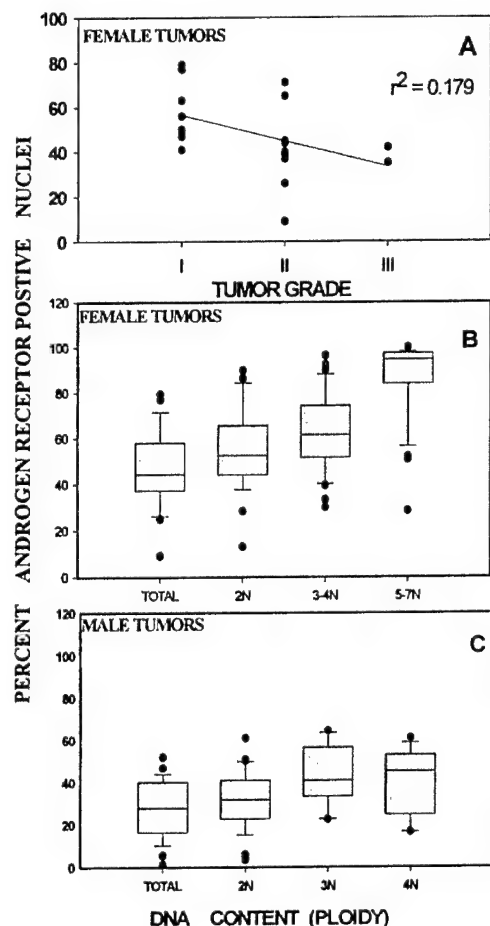 PERCENT ANDROGEN RECEPTOR POSTIVE NUCLEI
FEMALE TUMORS
A
r² = 0.179
100
80
60
40
20
0
I II III
TUMOR GRADE
FEMALE TUMORS
B
120
100
80
60
40
20
0
TOTAL 2N 3-4N 5-7N
MALE TUMORS
C
120
100
80
60
40
20
0
TOTAL 2N 3N 4N
DNA CONTENT (PLOIDY)